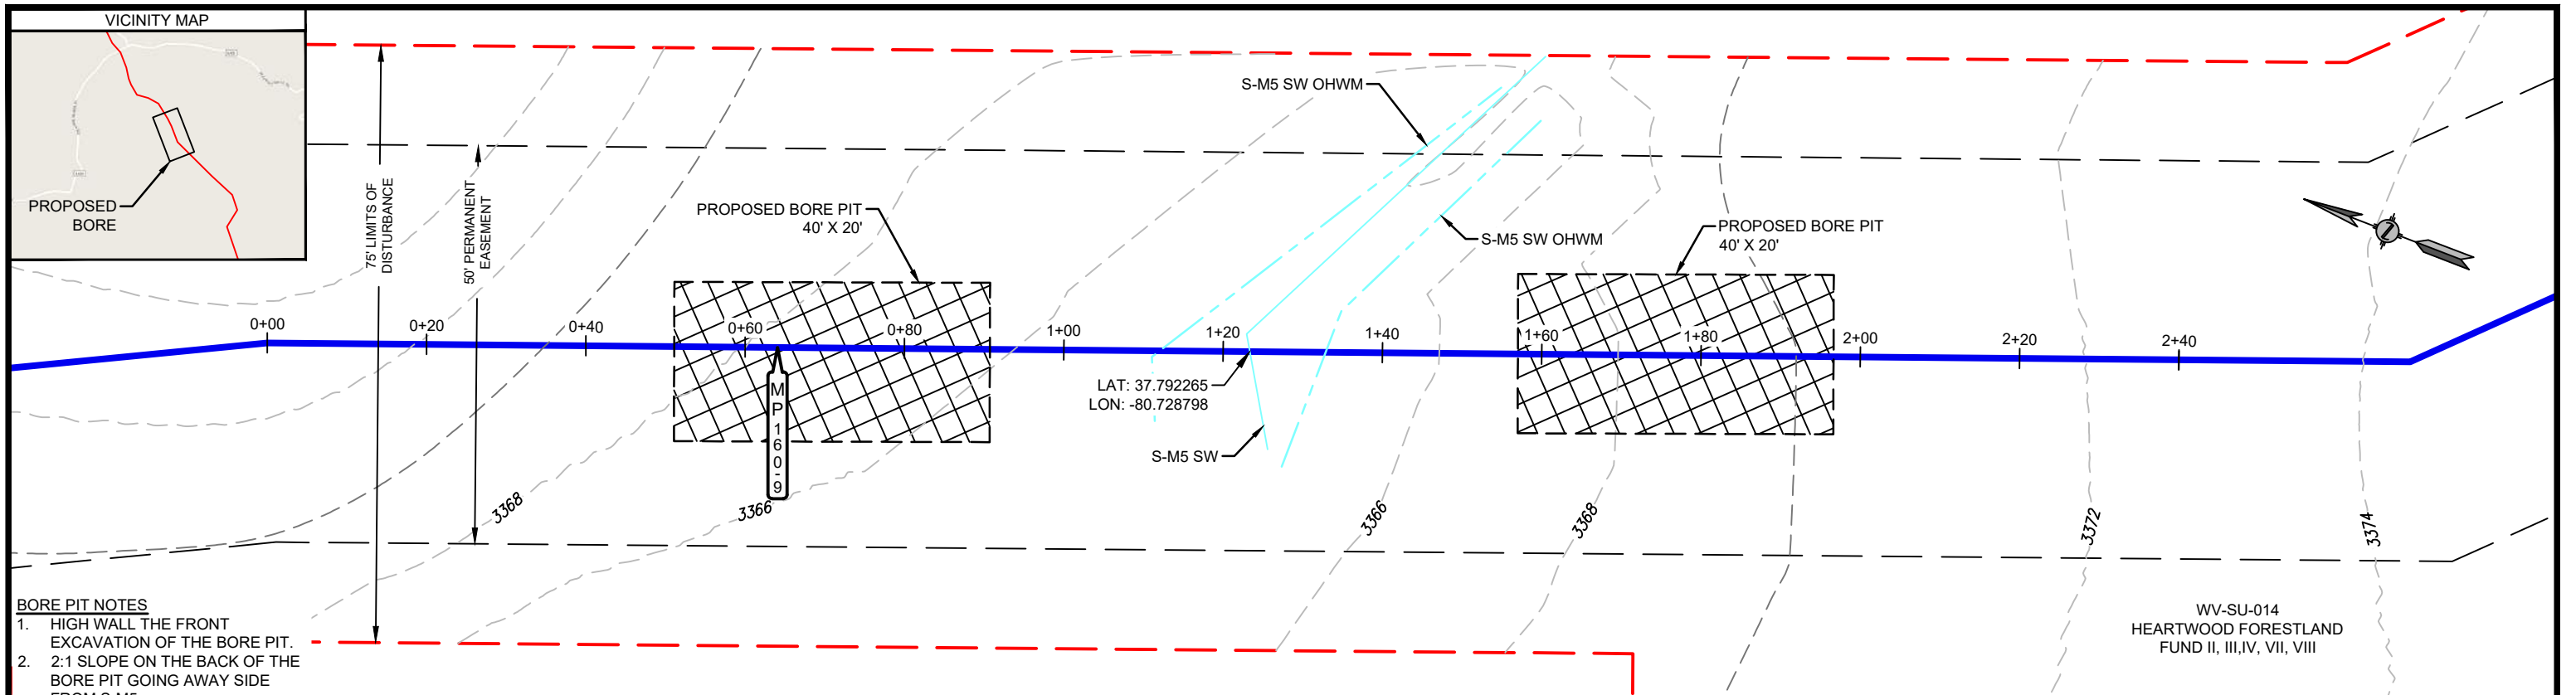 VICINITY MAP
PROPOSED
BORE
75' LIMITS OF
DISTURBANCE
50' PERMANENT
EASEMENT
PROPOSED BORE PIT
40' X 20'
S-M5 SW OHWM
S-M5 SW OHWM
PROPOSED BORE PIT
40' X 20'
0+00
0+20
0+40
0+60
0+80
1+00
1+20
1+40
1+60
1+80
2+00
2+20
2+40
MP160-9
LAT: 37.792265
LON: -80.728798
S-M5 SW
3368
3366
3366
3368
3372
3374
BORE PIT NOTES
1. HIGH WALL THE FRONT
EXCAVATION OF THE BORE PIT.
2. 2:1 SLOPE ON THE BACK OF THE
BORE PIT GOING AWAY SIDE
FROM S-M5
WV-SU-014
HEARTWOOD FORESTLAND
FUND II, III,IV, VII, VIII